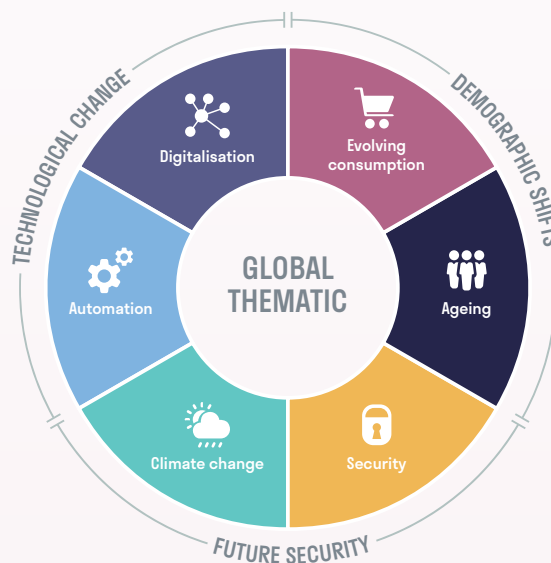 TECHNOLOGICAL CHANGE
DEMOGRAPHIC SHIFTS
Digitalisation
Evolving
consumption
GLOBAL
THEMATIC
Automation
Ageing
Climate change
Security
FUTURE SECURITY